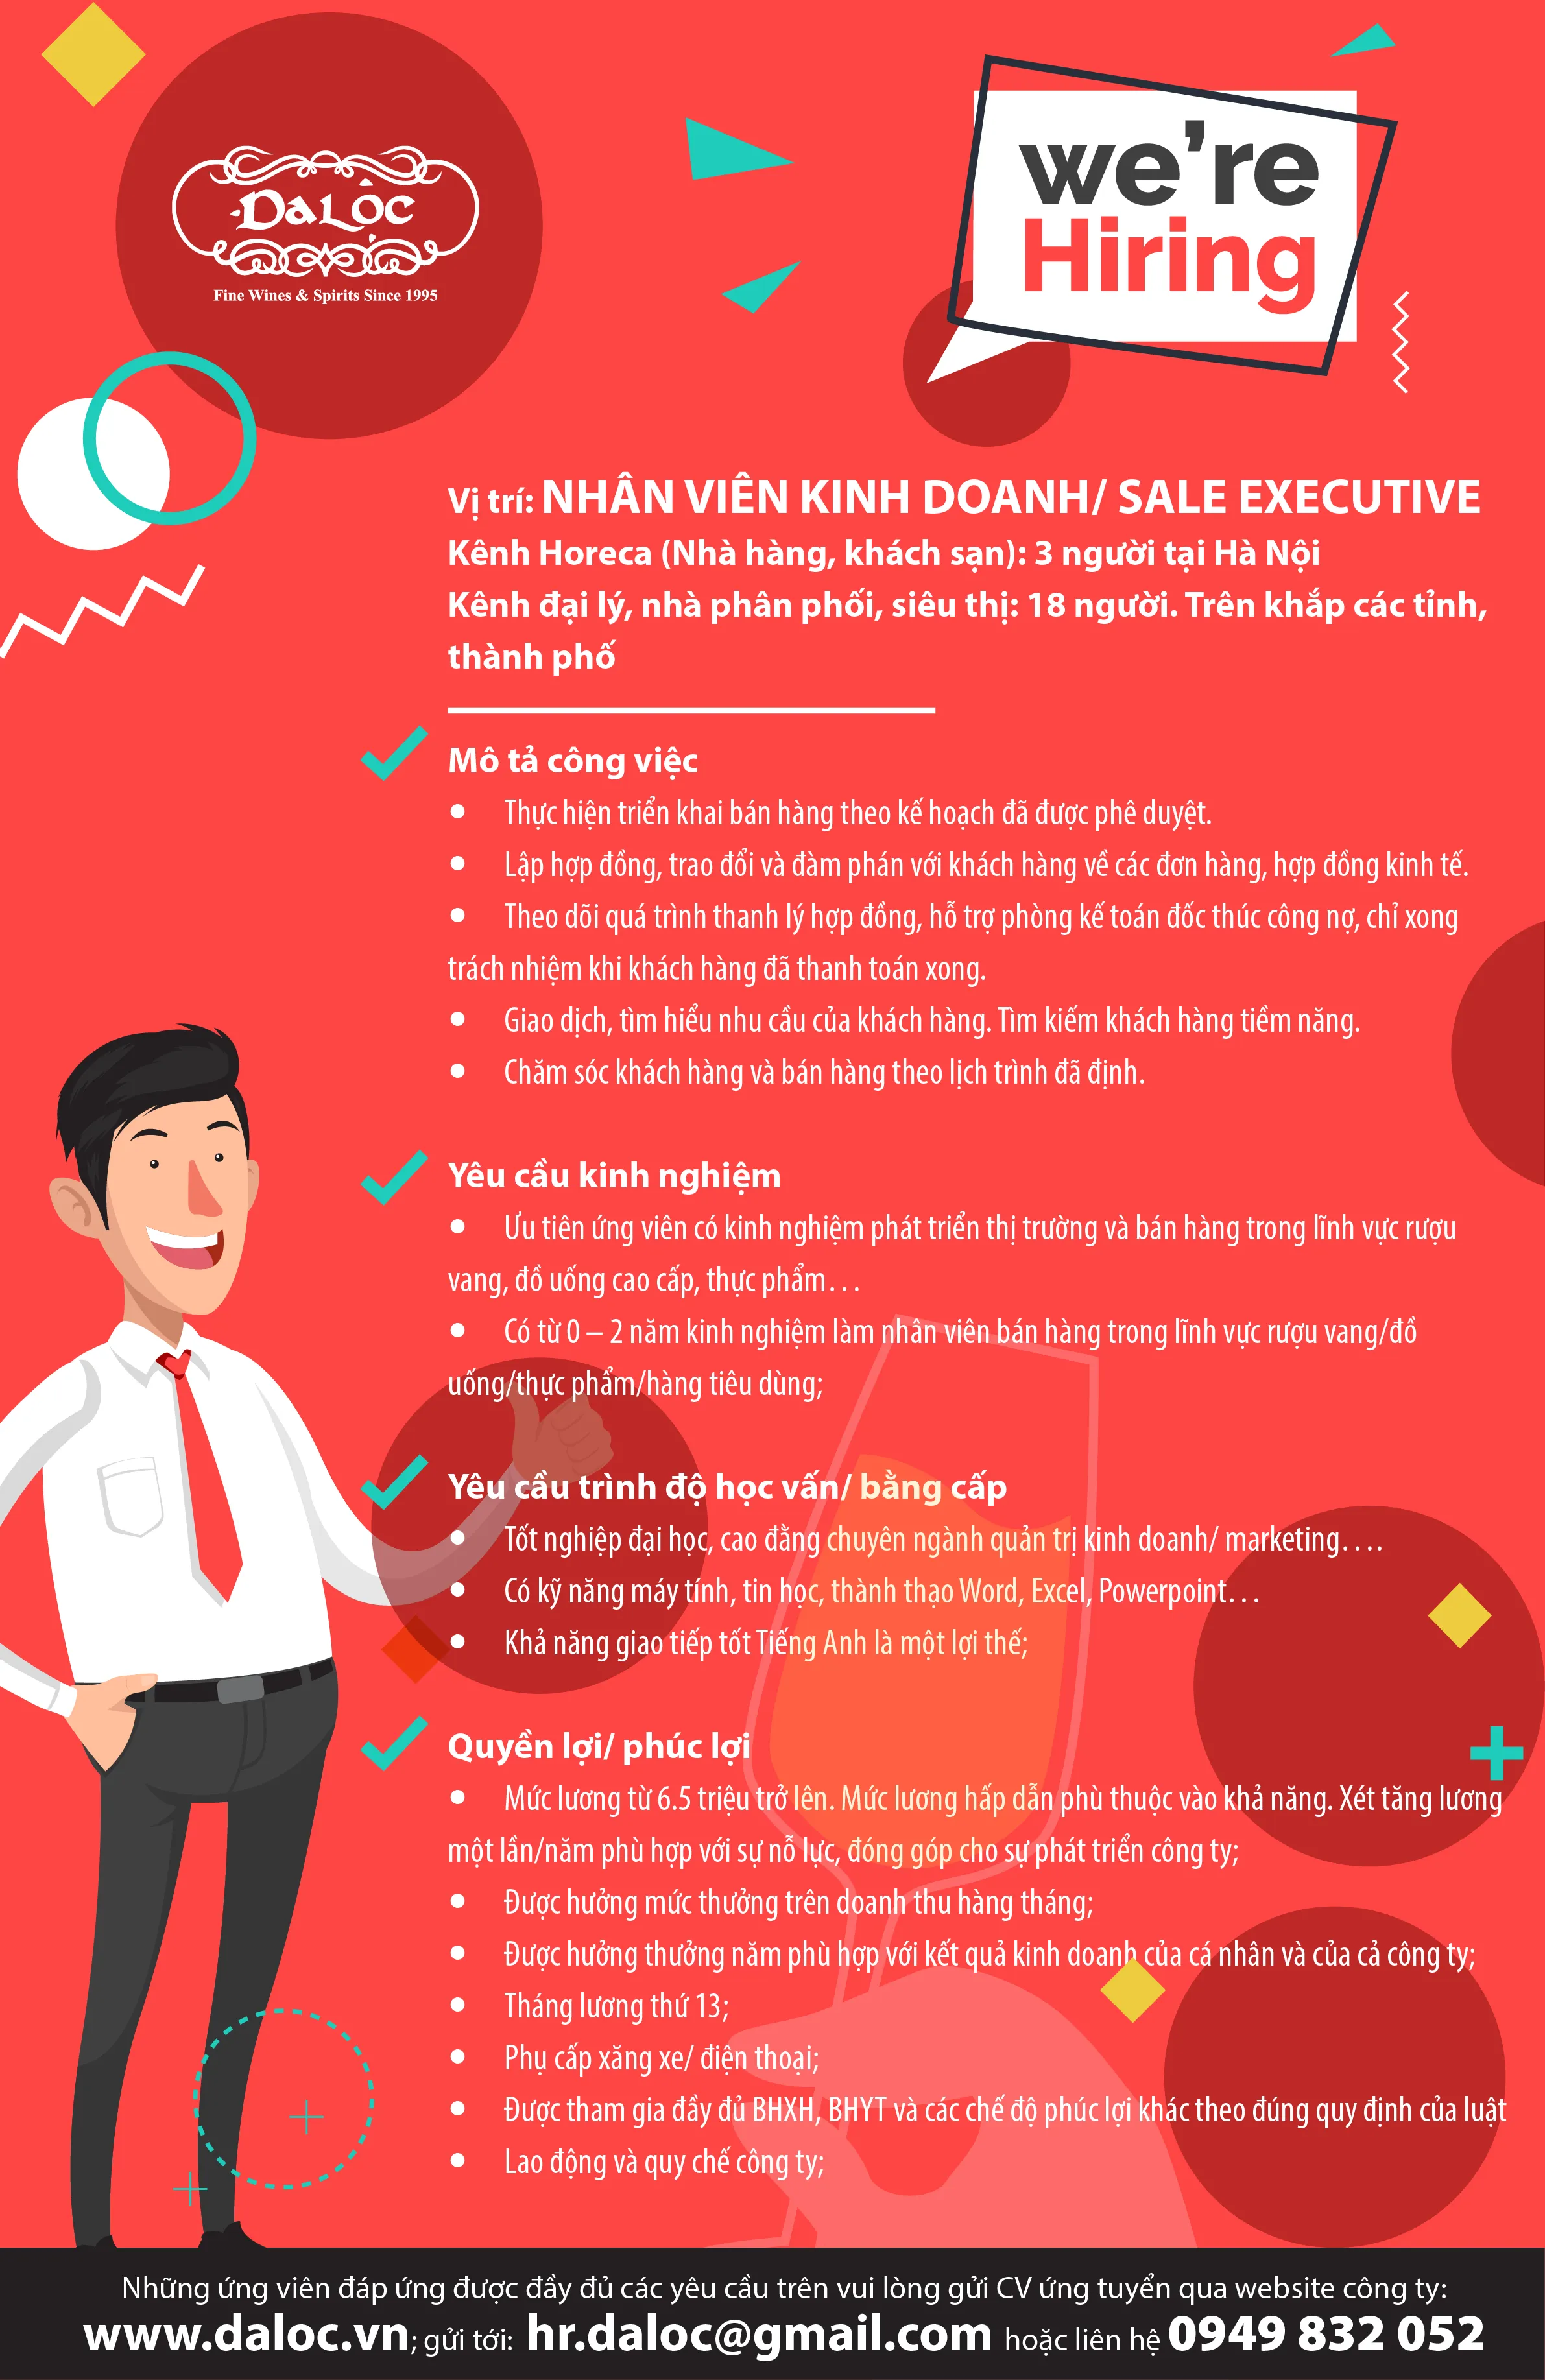 Dalộc
Fine Wines & Spirits Since 1995
we're
Hiring
Vị trí: NHÂN VIÊN KINH DOANH/ SALE EXECUTIVE
Kênh Horeca (Nhà hàng, khách sạn): 3 người tại Hà Nội
Kênh đại lý, nhà phân phối, siêu thị: 18 người. Trên khắp các tỉnh,
thành phố
Mô tả công việc
• Thực hiện triển khai bán hàng theo kế hoạch đã được phê duyệt.
• Lập hợp đồng, trao đổi và đàm phán với khách hàng về các đơn hàng, hợp đồng kinh tế.
• Theo dõi quá trình thanh lý hợp đồng, hỗ trợ phòng kế toán đốc thúc công nợ, chỉ xong
trách nhiệm khi khách hàng đã thanh toán xong.
• Giao dịch, tìm hiểu nhu cầu của khách hàng. Tìm kiếm khách hàng tiềm năng.
• Chăm sóc khách hàng và bán hàng theo lịch trình đã định.
Yêu cầu kinh nghiệm
• Ưu tiên ứng viên có kinh nghiệm phát triển thị trường và bán hàng trong lĩnh vực rượu
vang, đồ uống cao cấp, thực phẩm…
• Có từ 0 – 2 năm kinh nghiệm làm nhân viên bán hàng trong lĩnh vực rượu vang/đồ
uống/thực phẩm/hàng tiêu dùng;
Yêu cầu trình độ học vấn/ bằng cấp
• Tốt nghiệp đại học, cao đẳng chuyên ngành quản trị kinh doanh/ marketing….
• Có kỹ năng máy tính, tin học, thành thạo Word, Excel, Powerpoint…
• Khả năng giao tiếp tốt Tiếng Anh là một lợi thế;
Quyền lợi/ phúc lợi
• Mức lương từ 6.5 triệu trở lên. Mức lương hấp dẫn phù thuộc vào khả năng. Xét tăng lương
một lần/năm phù hợp với sự nỗ lực, đóng góp cho sự phát triển công ty;
• Được hưởng mức thưởng trên doanh thu hàng tháng;
• Được hưởng thưởng năm phù hợp với kết quả kinh doanh của cá nhân và của cả công ty;
• Tháng lương thứ 13;
• Phụ cấp xăng xe/ điện thoại;
• Được tham gia đầy đủ BHXH, BHYT và các chế độ phúc lợi khác theo đúng quy định của luật
• Lao động và quy chế công ty;
Những ứng viên đáp ứng được đầy đủ các yêu cầu trên vui lòng gửi CV ứng tuyển qua website công ty:
www.daloc.vn; gửi tới: hr.daloc@gmail.com hoặc liên hệ 0949 832 052